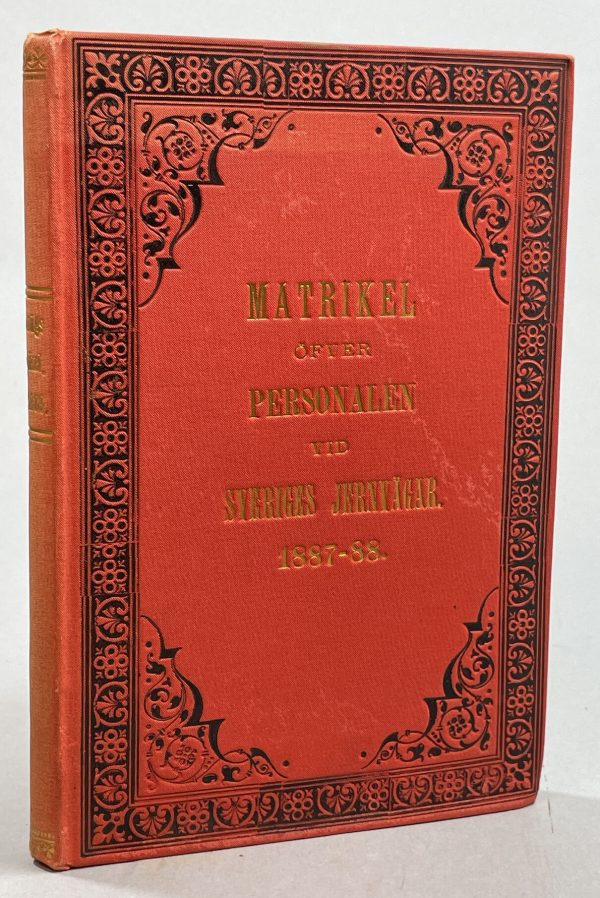 MATRIKEL
ÖFVER
PERSONALEN
VID
SVERIGES JERNVÄGAR.
1887-88.